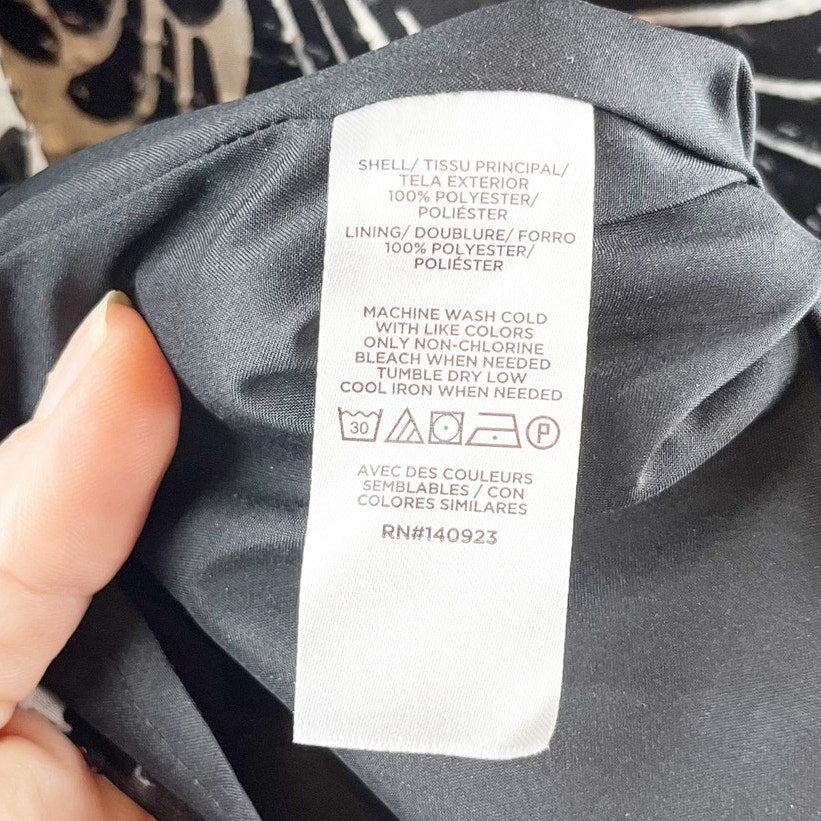 SHELL/ TISSU PRINCIPAL/
TELA EXTERIOR
100% POLYESTER/
POLIÉSTER
LINING/ DOUBLURE/ FORRO
100% POLYESTER/
POLIÉSTER
MACHINE WASH COLD
WITH LIKE COLORS
ONLY NON-CHLORINE
BLEACH WHEN NEEDED
TUMBLE DRY LOW
COOL IRON WHEN NEEDED
30 P
AVEC DES COULEURS
SEMBLABLES / CON
COLORES SIMILARES
RN#140923